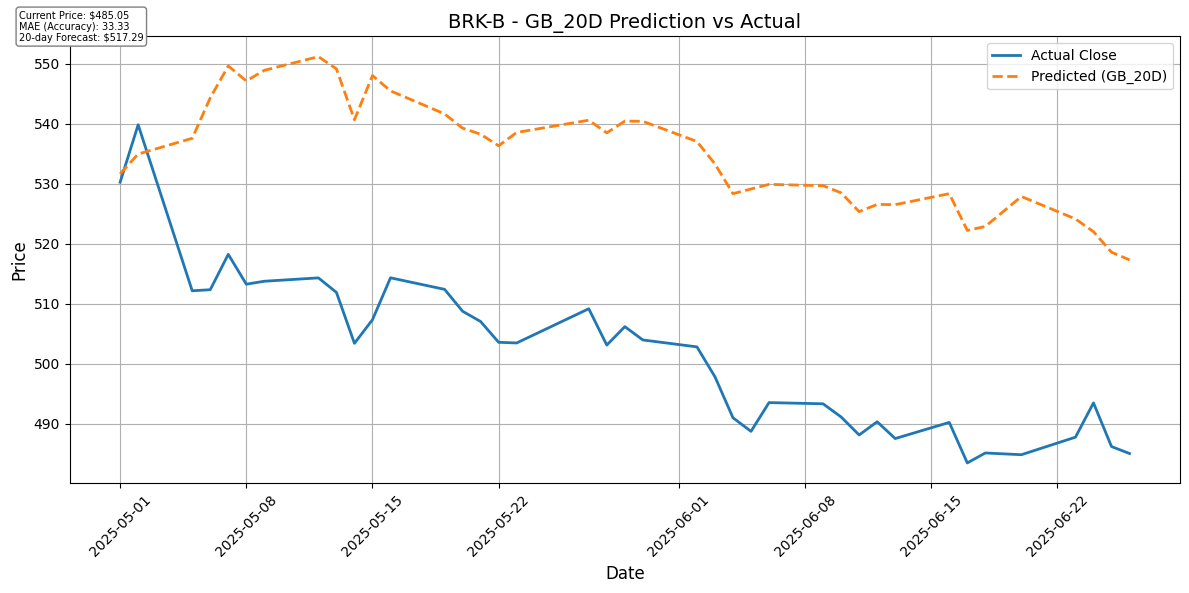 BRK-B - GB_20D Prediction vs Actual
Current Price: $485.05
MAE (Accuracy): 33.33
20-day Forecast: $517.29
Actual Close
Predicted (GB_20D)
Price
550
540
530
520
510
500
490
2025-05-01
2025-05-08
2025-05-15
2025-05-22
2025-06-01
2025-06-08
2025-06-15
2025-06-22
Date